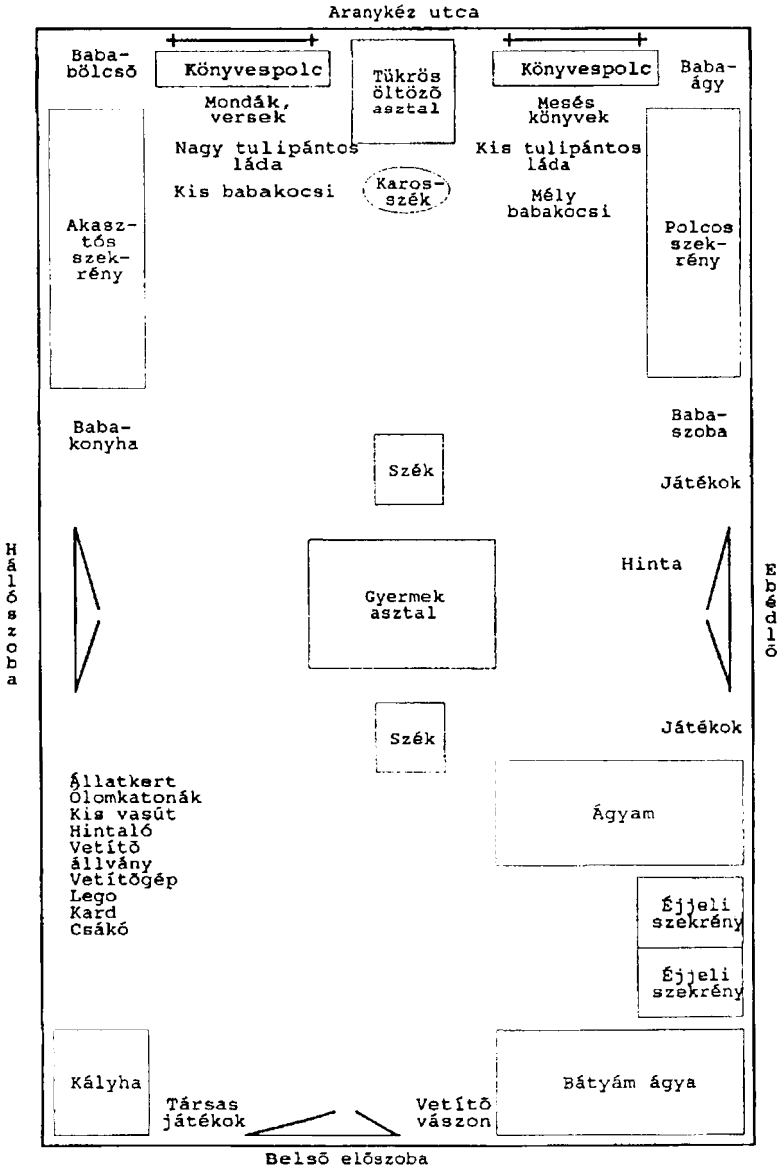 Aranykéz utca
Baba-
bölcső
Könyvespolc
Tükrös
öltöző
asztal
Könyvespolc
Baba-
ágy
Mondák,
versek
Mesés
könyvek
Nagy tulipántos
láda
Kis tulipántos
láda
Kis babakocsi
Karos-
szék
Mély
babakocsi
Akasz-
tós
szek-
rény
Polcos
szek-
rény
Baba-
konyha
Baba-
szoba
Szék
Játékok
Hálószoba
Gyermek
asztal
Hinta
Ebédlő
Szék
Játékok
Állatkert
Ólomkatonák
Kis vasút
Hintaló
Vetítő
állvány
Vetítőgép
Lego
Kard
Csákó
Ágyam
Éjjeli
szekrény
Éjjeli
szekrény
Kályha
Társas
játékok
Vetítő
vászon
Bátyám ágya
Belső előszoba